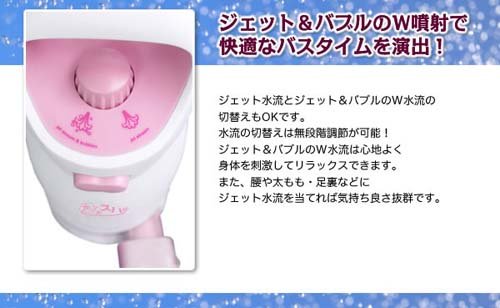 ジェット＆バブルのW噴射で
快適なバスタイムを演出！
ジェット水流とジェット＆バブルのW水流の
切替えもOKです。
水流の切替えは無段階調節が可能！
ジェット＆バブルのW水流は心地よく
身体を刺激してリラックスできます。
また、腰や太もも・足裏などに
ジェット水流を当てれば気持ち良さ抜群です。